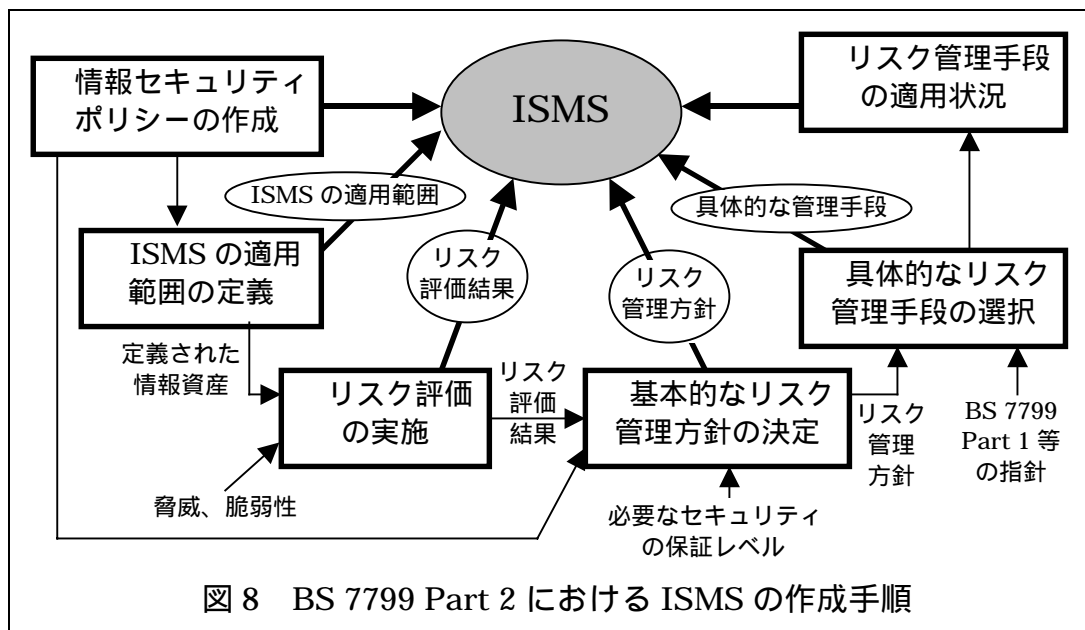 情報セキュリティ
ポリシーの作成
ISMS
リスク管理手段
の適用状況
ISMS の適用範囲
具体的な管理手段
ISMS の適用
範囲の定義
リスク
評価結果
リスク
管理方針
具体的なリスク
管理手段の選択
定義された
情報資産
リスク評価
の実施
リスク
評価
結果
基本的なリスク
管理方針の決定
リスク
管理
方針
BS 7799
Part 1 等
の指針
脅威、脆弱性
必要なセキュリティ
の保証レベル
図 8 BS 7799 Part 2 における ISMS の作成手順